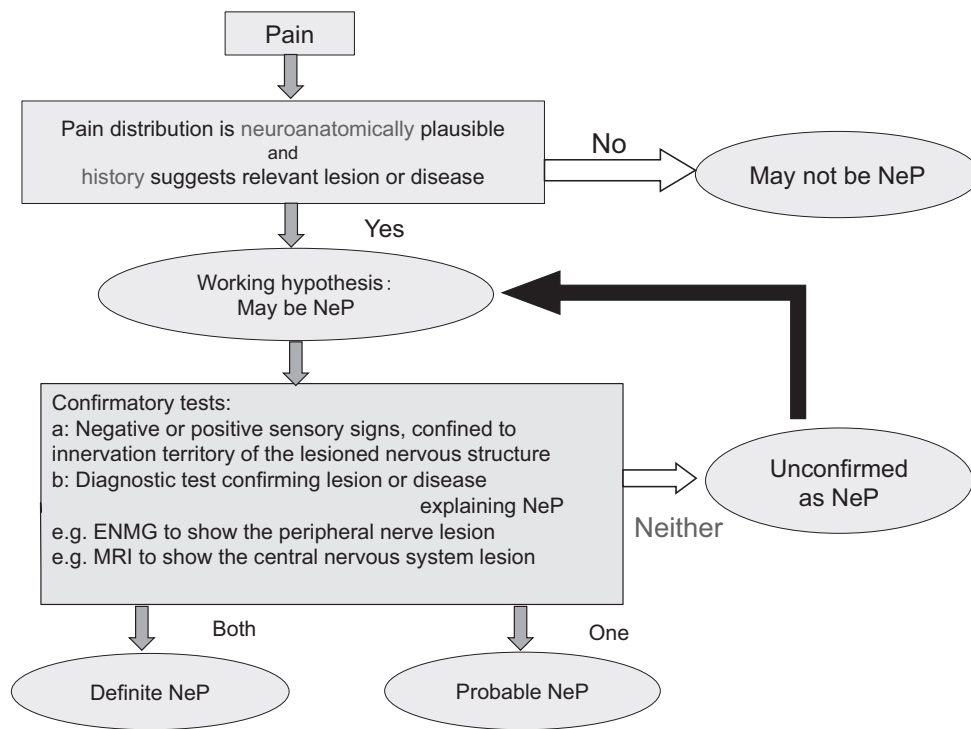 Pain
Pain distribution is neuroanatomically plausible
and
history suggests relevant lesion or disease
No
May not be NeP
Yes
Working hypothesis:
May be NeP
Confirmatory tests:
a: Negative or positive sensory signs, confined to
innervation territory of the lesioned nervous structure
b: Diagnostic test confirming lesion or disease
explaining NeP
e.g. ENMG to show the peripheral nerve lesion
e.g. MRI to show the central nervous system lesion
Neither
Unconfirmed
as NeP
Both
One
Definite NeP
Probable NeP